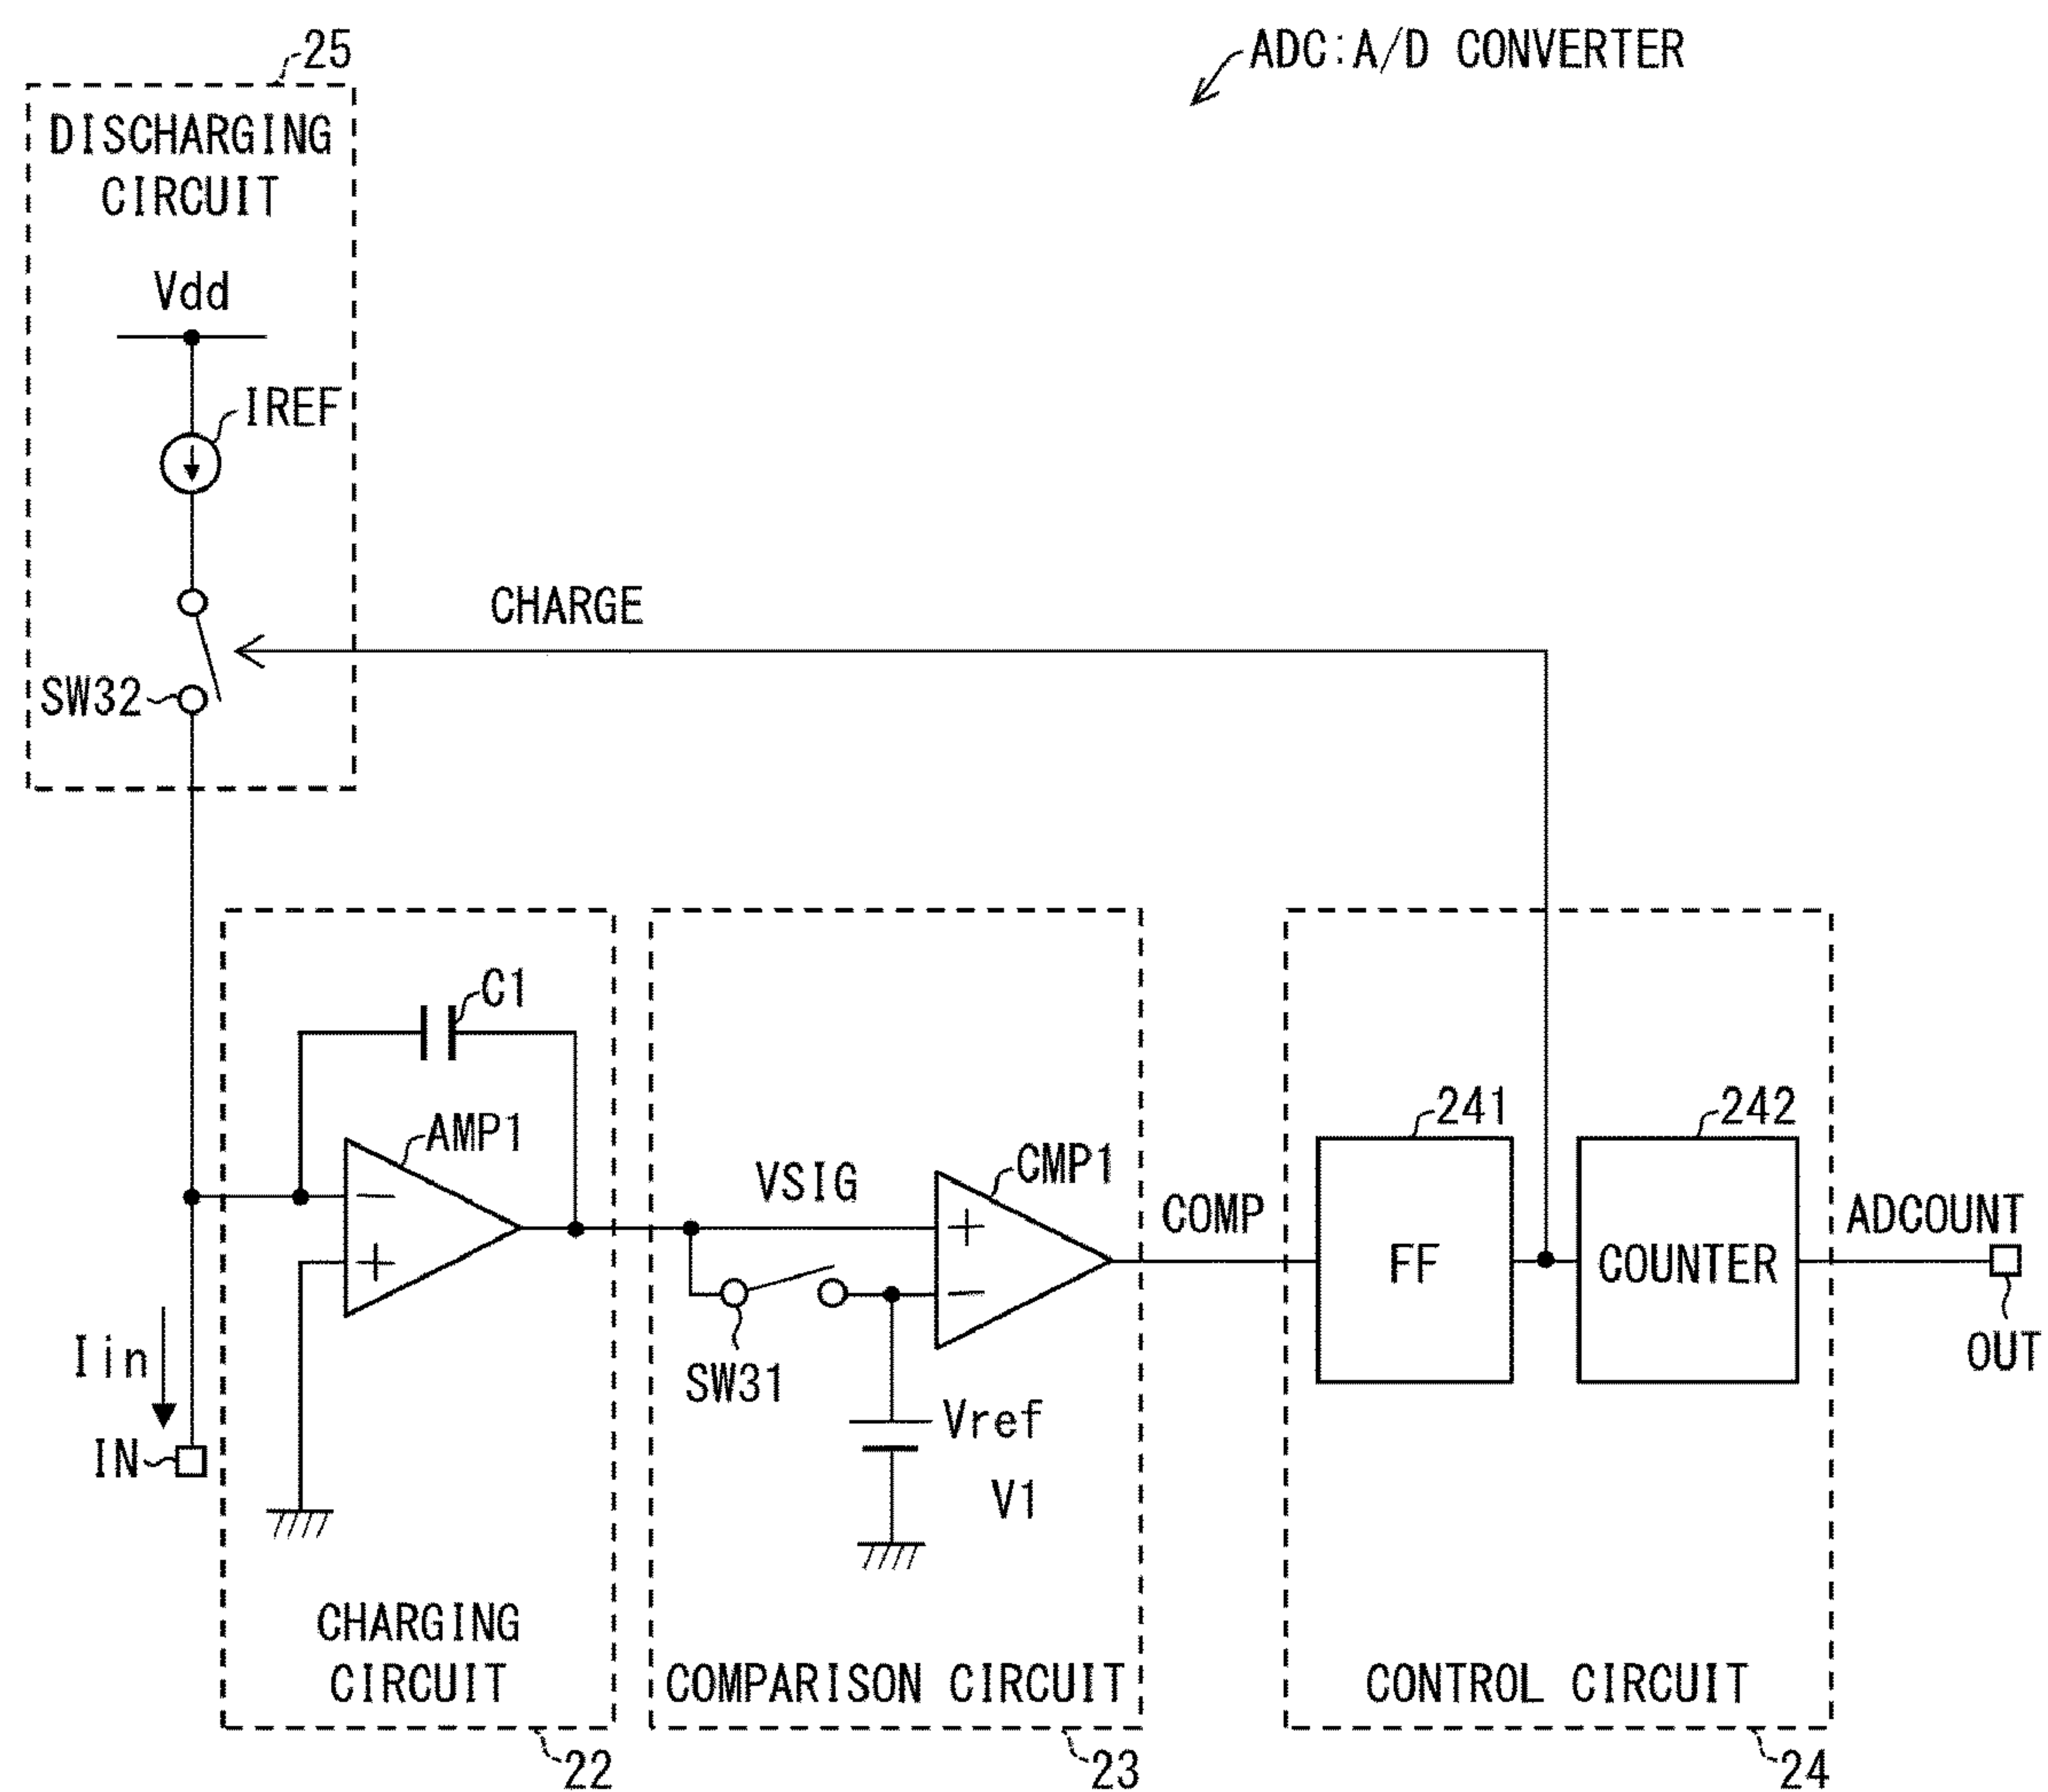 25
ADC:A/D CONVERTER
DISCHARGING
CIRCUIT
Vdd
IREF
CHARGE
SW32
C1
AMP1
VSIG
CMP1
COMP
241
242
FF
COUNTER
ADCOUNT
OUT
Iin
IN
SW31
Vref
V1
CHARGING
CIRCUIT
COMPARISON CIRCUIT
CONTROL CIRCUIT
22
23
24